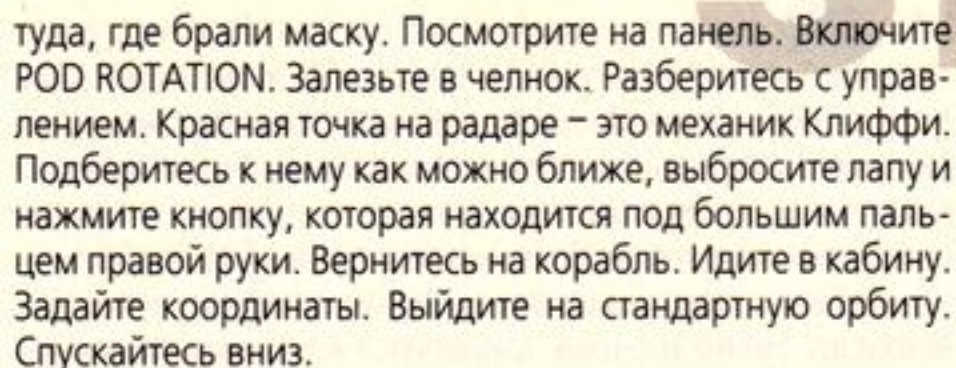 туда, где брали маску. Посмотрите на панель. Включите
POD ROTATION. Залезьте в челнок. Разберитесь с управ-
лением. Красная точка на радаре – это механик Клиффи.
Подберитесь к нему как можно ближе, выбросите лапу и
нажмите кнопку, которая находится под большим паль-
цем правой руки. Вернитесь на корабль. Идите в кабину.
Задайте координаты. Выйдите на стандартную орбиту.
Спускайтесь вниз.